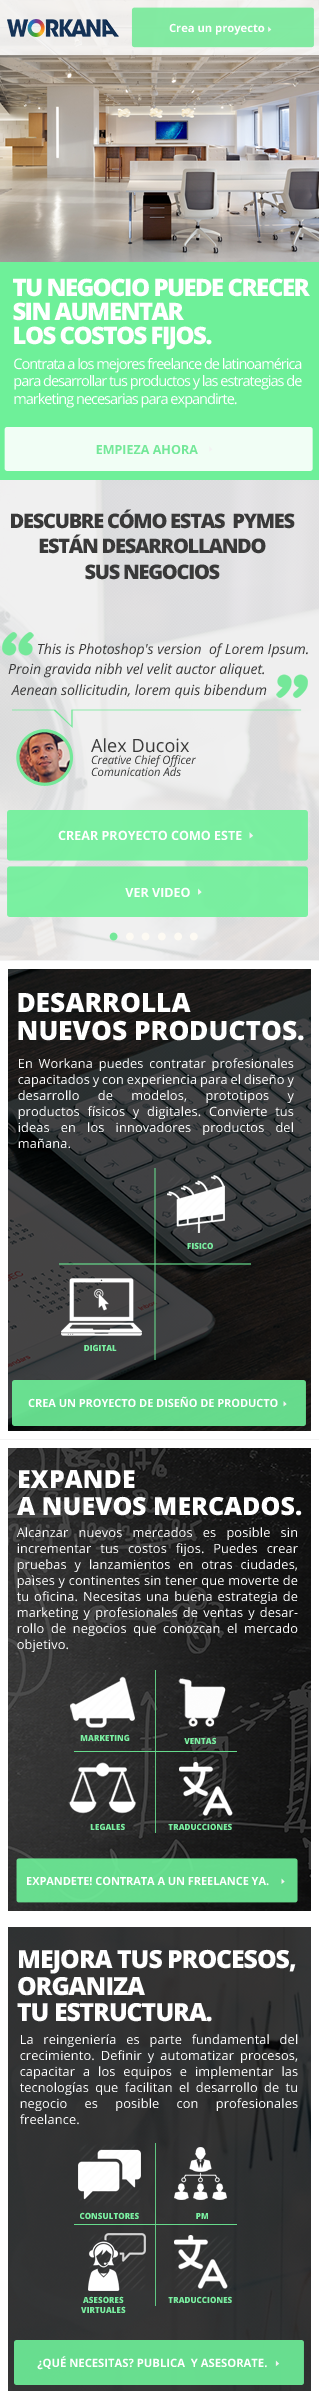 WORKANA
Crea un proyecto
TU NEGOCIO PUEDE CRECER
SIN AUMENTAR
LOS COSTOS FIJOS.
Contrata a los mejores freelance de latinoamérica
para desarrollar tus productos y las estrategias de
marketing necesarias para expandirte.
EMPIEZA AHORA
DESCUBRE CÓMO ESTAS PYMES
ESTÁN DESARROLLANDO
SUS NEGOCIOS
“ This is Photoshop's version of Lorem Ipsum.
Proin gravida nibh vel velit auctor aliquet.
Aenean sollicitudin, lorem quis bibendum ”
Alex Ducoix
Creative Chief Officer
Comunication Ads
CREAR PROYECTO COMO ESTE
VER VIDEO
DESARROLLA
NUEVOS PRODUCTOS.
En Workana puedes contratar profesionales
capacitados y con experiencia para el diseño y
desarrollo de modelos, prototipos y
productos físicos y digitales. Convierte tus
ideas en los innovadores productos del
mañana.
FISICO
DIGITAL
CREA UN PROYECTO DE DISEÑO DE PRODUCTO
EXPANDE
A NUEVOS MERCADOS.
Alcanzar nuevos mercados es posible sin
incrementar tus costos fijos. Puedes crear
pruebas y lanzamientos en otras ciudades,
países y continentes sin tener que moverte de
tu oficina. Necesitas una buena estrategia de
marketing y profesionales de ventas y desar-
rollo de negocios que conozcan el mercado
objetivo.
MARKETING
VENTAS
LEGALES
TRADUCCIONES
EXPANDETE! CONTRATA A UN FREELANCE YA.
MEJORA TUS PROCESOS,
ORGANIZA
TU ESTRUCTURA.
La reingeniería es parte fundamental del
crecimiento. Definir y automatizar procesos,
capacitar a los equipos e implementar las
tecnologías que facilitan el desarrollo de tu
negocio es posible con profesionales
freelance.
CONSULTORES
PM
ASESORES
VIRTUALES
TRADUCCIONES
¿QUÉ NECESITAS? PUBLICA Y ASESORATE.